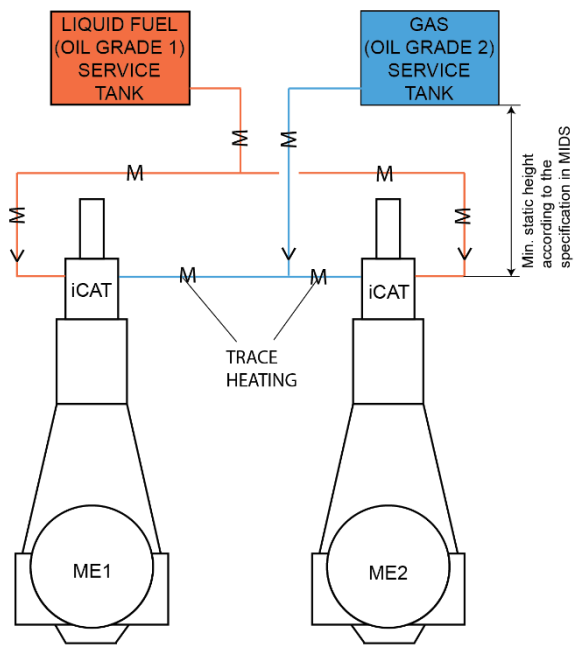 LIQUID FUEL
(OIL GRADE 1)
SERVICE
TANK
GAS
(OIL GRADE 2)
SERVICE
TANK
M
M
M
M
M
M
Min. static height
according to the
specification in MIDS
iCAT
M
M
iCAT
TRACE
HEATING
ME1
ME2